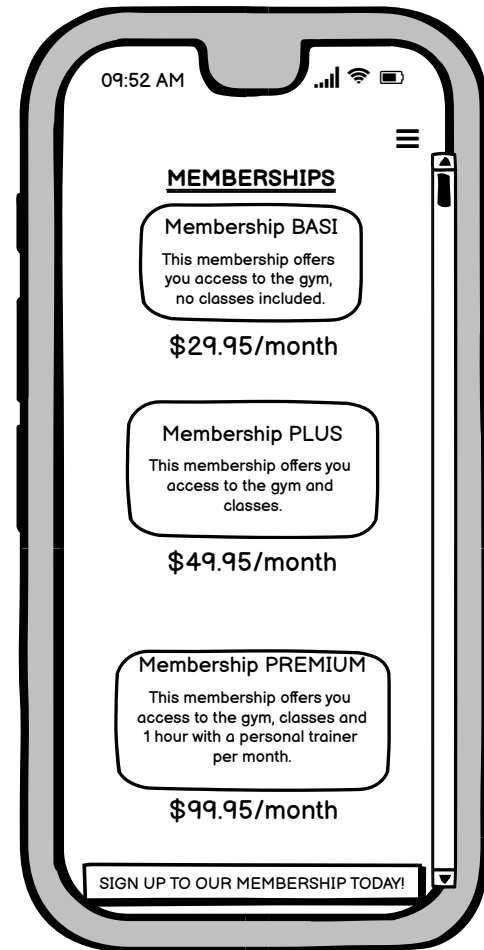 09:52 AM
MEMBERSHIPS
Membership BASI
This membership offers
you access to the gym,
no classes included.
$29.95/month
Membership PLUS
This membership offers you
access to the gym and
classes.
$49.95/month
Membership PREMIUM
This membership offers you
access to the gym, classes and
1 hour with a personal trainer
per month.
$99.95/month
SIGN UP TO OUR MEMBERSHIP TODAY!